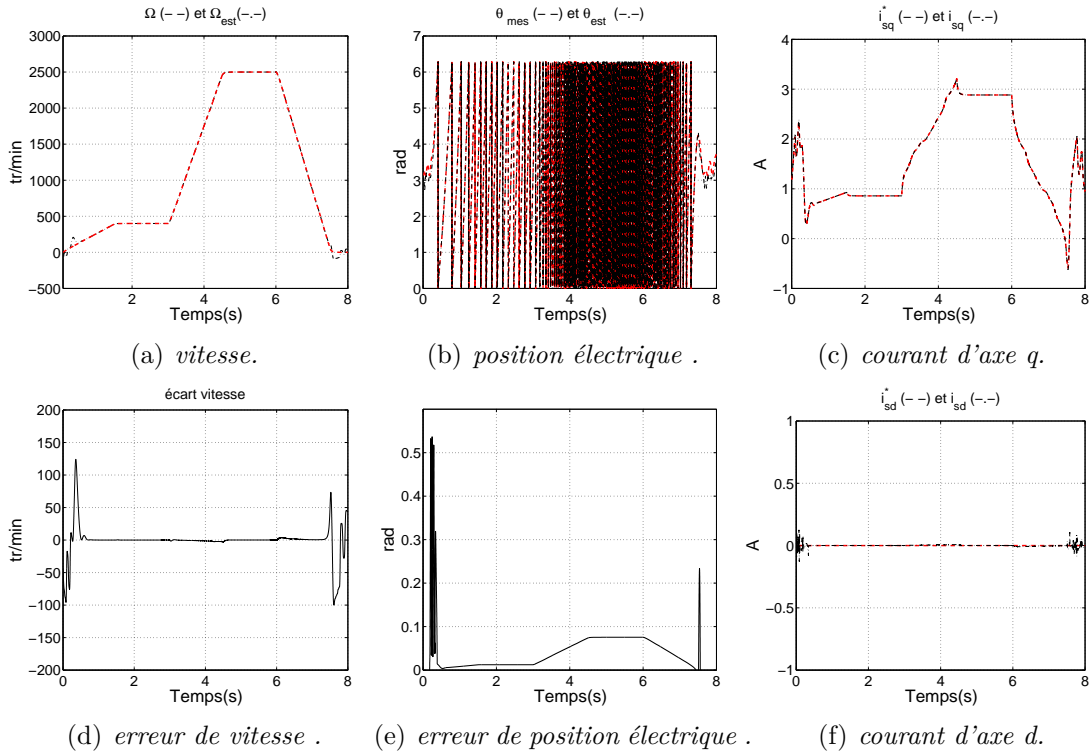 Ω (− −) et Ω_est(−.−)
3000
2500
2000
1500
1000
500
0
−500
tr/min
0 2 4 6 8
Temps(s)
(a) vitesse.
θ_mes (− −) et θ_est (−.−)
7
6
5
4
3
2
1
0
rad
0 2 4 6 8
Temps(s)
(b) position électrique .
i*_sq (− −) et i_sq (−.−)
4
3
2
1
0
−1
A
0 2 4 6 8
Temps(s)
(c) courant d'axe q.
écart vitesse
200
150
100
50
0
−50
−100
−150
−200
tr/min
0 2 4 6 8
Temps(s)
(d) erreur de vitesse .
0.5
0.4
0.3
0.2
0.1
0
rad
0 2 4 6 8
Temps(s)
(e) erreur de position électrique .
i*_sd (− −) et i_sd (−.−)
1
0.5
0
−0.5
−1
A
0 2 4 6 8
Temps(s)
(f) courant d'axe d.